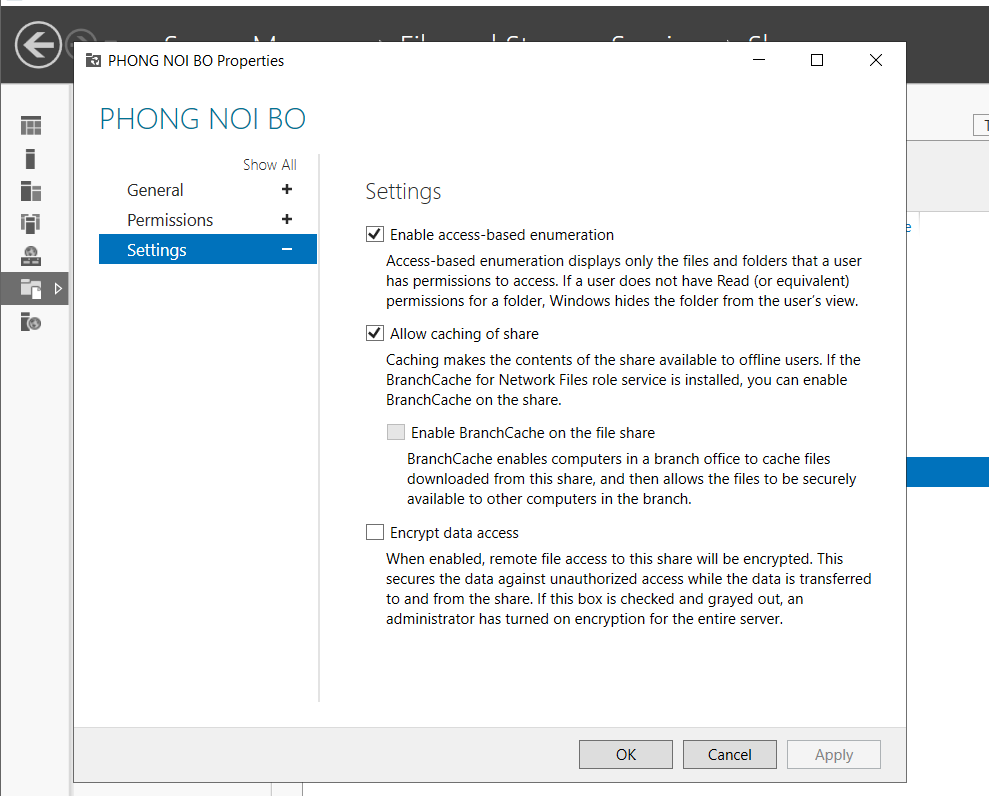 PHONG NOI BO Properties
PHONG NOI BO
Show All
General +
Permissions +
Settings −
Settings
Enable access-based enumeration
Access-based enumeration displays only the files and folders that a user
has permissions to access. If a user does not have Read (or equivalent)
permissions for a folder, Windows hides the folder from the user's view.
Allow caching of share
Caching makes the contents of the share available to offline users. If the
BranchCache for Network Files role service is installed, you can enable
BranchCache on the share.
Enable BranchCache on the file share
BranchCache enables computers in a branch office to cache files
downloaded from this share, and then allows the files to be securely
available to other computers in the branch.
Encrypt data access
When enabled, remote file access to this share will be encrypted. This
secures the data against unauthorized access while the data is transferred
to and from the share. If this box is checked and grayed out, an
administrator has turned on encryption for the entire server.
OK
Cancel
Apply